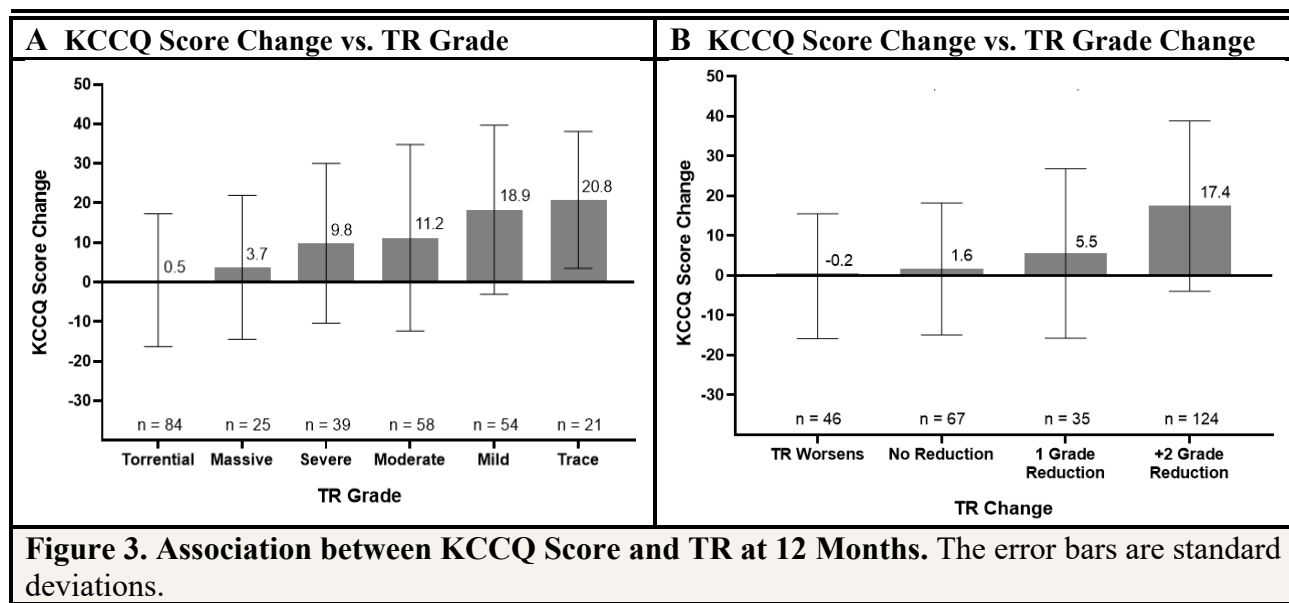 A KCCQ Score Change vs. TR Grade
KCCQ Score Change
50
40
30
20
10
0
-10
-20
-30
0.5
3.7
9.8
11.2
18.9
20.8
n = 84 n = 25 n = 39 n = 58 n = 54 n = 21
Torrential Massive Severe Moderate Mild Trace
TR Grade
B KCCQ Score Change vs. TR Grade Change
KCCQ Score Change
50
40
30
20
10
0
-10
-20
-30
-0.2
1.6
5.5
17.4
n = 46 n = 67 n = 35 n = 124
TR Worsens No Reduction 1 Grade +2 Grade
Reduction Reduction
TR Change
Figure 3. Association between KCCQ Score and TR at 12 Months. The error bars are standard
deviations.